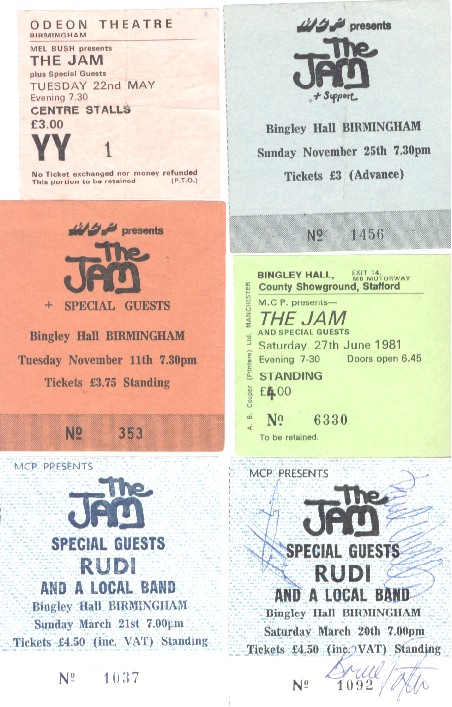 ODEON THEATRE
BIRMINGHAM
MEL BUSH presents
THE JAM
plus Special Guests
TUESDAY 22nd MAY
Evening 7.30
CENTRE STALLS
£3.00
YY 1
No Ticket exchanged nor money refunded
This portion to be retained (P.T.O.)
presents
The
JAM
+ Support
Bingley Hall BIRMINGHAM
Sunday November 25th 7.30pm
Tickets £3 (Advance)
Nº 1456
presents
The
JAM
+ SPECIAL GUESTS
Bingley Hall BIRMINGHAM
Tuesday November 11th 7.30pm
Tickets £3.75 Standing
Nº 353
A. B. Cooper (Printers) Ltd. MANCHESTER
BINGLEY HALL, EXIT 14, M6 MOTORWAY
County Showground, Stafford
M.C.P. presents—
THE JAM
AND SPECIAL GUESTS
Saturday 27th June 1981
Evening 7-30 Doors open 6.45
STANDING
£4.00
Nº 6330
To be retained.
MCP PRESENTS
The
JAM
SPECIAL GUESTS
RUDI
AND A LOCAL BAND
Bingley Hall BIRMINGHAM
Sunday March 21st 7.00pm
Tickets £4.50 (inc. VAT) Standing
Nº 1037
MCP PRESENTS
The
JAM
SPECIAL GUESTS
RUDI
AND A LOCAL BAND
Bingley Hall BIRMINGHAM
Saturday March 20th 7.00pm
Tickets £4.50 (inc. VAT) Standing
Bruce Foxton
Nº 1092